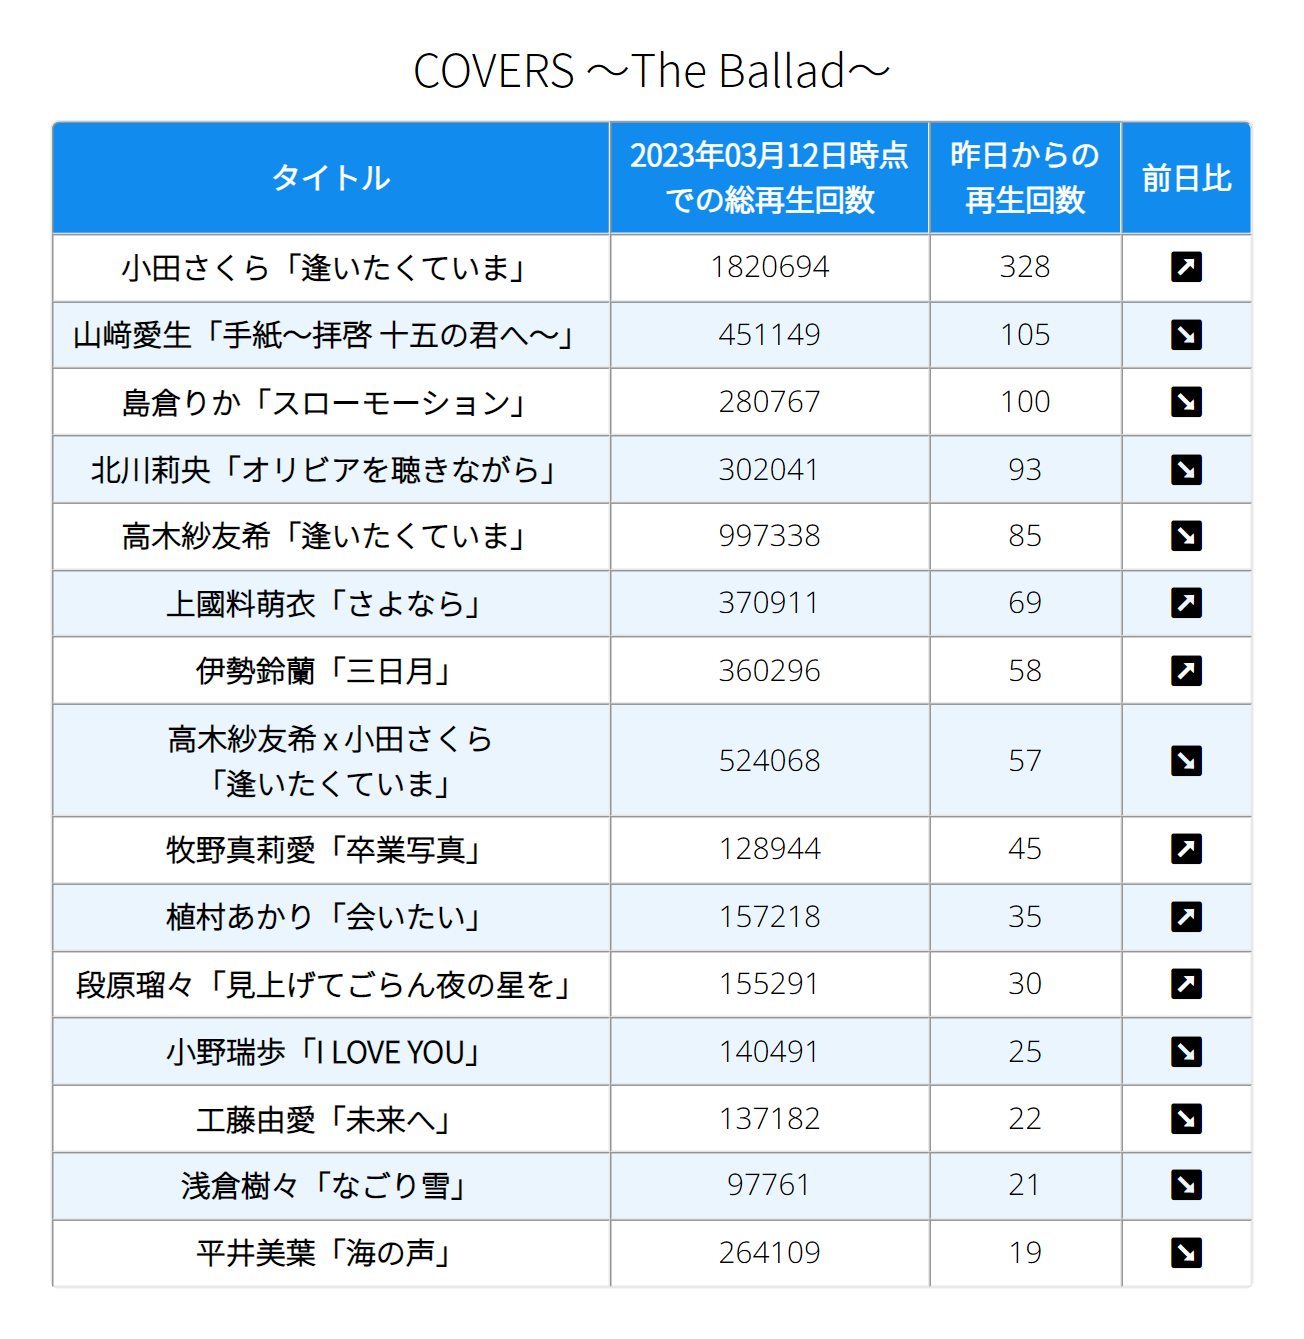 COVERS ～The Ballad～
タイトル
2023年03月12日時点
での総再生回数
昨日からの
再生回数
前日比
小田さくら「逢いたくていま」 1820694 328 ↗
山﨑愛生「手紙～拝啓 十五の君へ～」 451149 105 ↘
島倉りか「スローモーション」 280767 100 ↘
北川莉央「オリビアを聴きながら」 302041 93 ↘
高木紗友希「逢いたくていま」 997338 85 ↘
上國料萌衣「さよなら」 370911 69 ↗
伊勢鈴蘭「三日月」 360296 58 ↗
高木紗友希 x 小田さくら
「逢いたくていま」 524068 57 ↘
牧野真莉愛「卒業写真」 128944 45 ↗
植村あかり「会いたい」 157218 35 ↗
段原瑠々「見上げてごらん夜の星を」 155291 30 ↗
小野瑞歩「I LOVE YOU」 140491 25 ↘
工藤由愛「未来へ」 137182 22 ↘
浅倉樹々「なごり雪」 97761 21 ↘
平井美葉「海の声」 264109 19 ↘